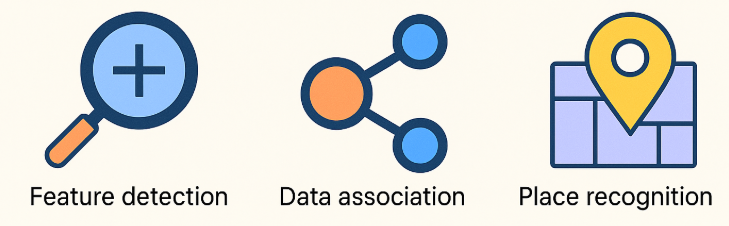 Feature detection
Data association
Place recognition